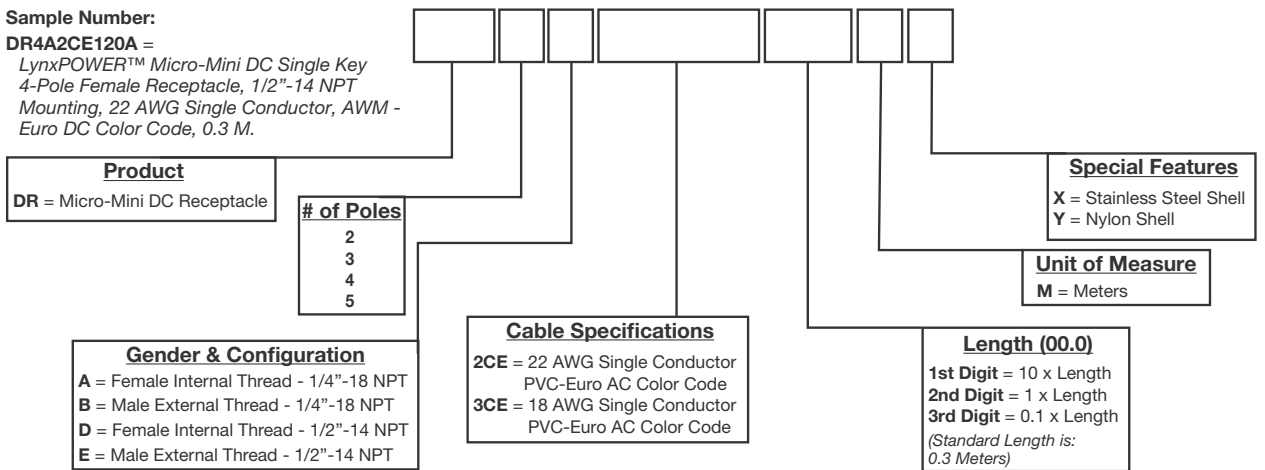 Sample Number:
DR4A2CE120A =
LynxPOWER™ Micro-Mini DC Single Key
4-Pole Female Receptacle, 1/2”-14 NPT
Mounting, 22 AWG Single Conductor, AWM -
Euro DC Color Code, 0.3 M.
Product
DR = Micro-Mini DC Receptacle
# of Poles
2
3
4
5
Gender & Configuration
A = Female Internal Thread - 1/4”-18 NPT
B = Male External Thread - 1/4”-18 NPT
D = Female Internal Thread - 1/2”-14 NPT
E = Male External Thread - 1/2”-14 NPT
Cable Specifications
2CE = 22 AWG Single Conductor
PVC-Euro AC Color Code
3CE = 18 AWG Single Conductor
PVC-Euro AC Color Code
Length (00.0)
1st Digit = 10 x Length
2nd Digit = 1 x Length
3rd Digit = 0.1 x Length
(Standard Length is:
0.3 Meters)
Unit of Measure
M = Meters
Special Features
X = Stainless Steel Shell
Y = Nylon Shell